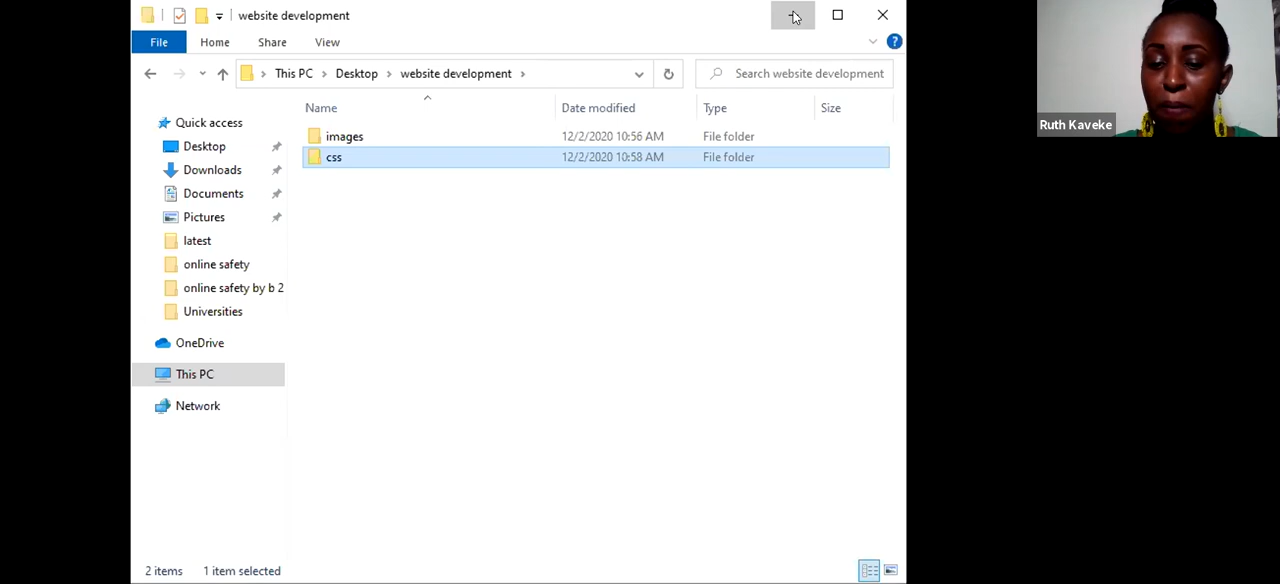 website development
File Home Share View
This PC Desktop website development Search website development
Name Date modified Type Size
Quick access
Desktop
Downloads
Documents
Pictures
latest
online safety
online safety by b 2
Universities
OneDrive
This PC
Network
images 12/2/2020 10:56 AM File folder
css 12/2/2020 10:58 AM File folder
2 items 1 item selected
Ruth Kaveke